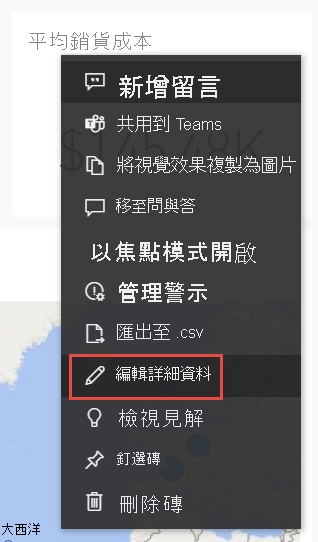 平均銷貨成本
新增留言
共用到 Teams
$145.48K
將視覺效果複製為圖片
移至問與答
以焦點模式開啟
管理警示
匯出至 .csv
編輯詳細資料
檢視見解
釘選磚
刪除磚
大西洋